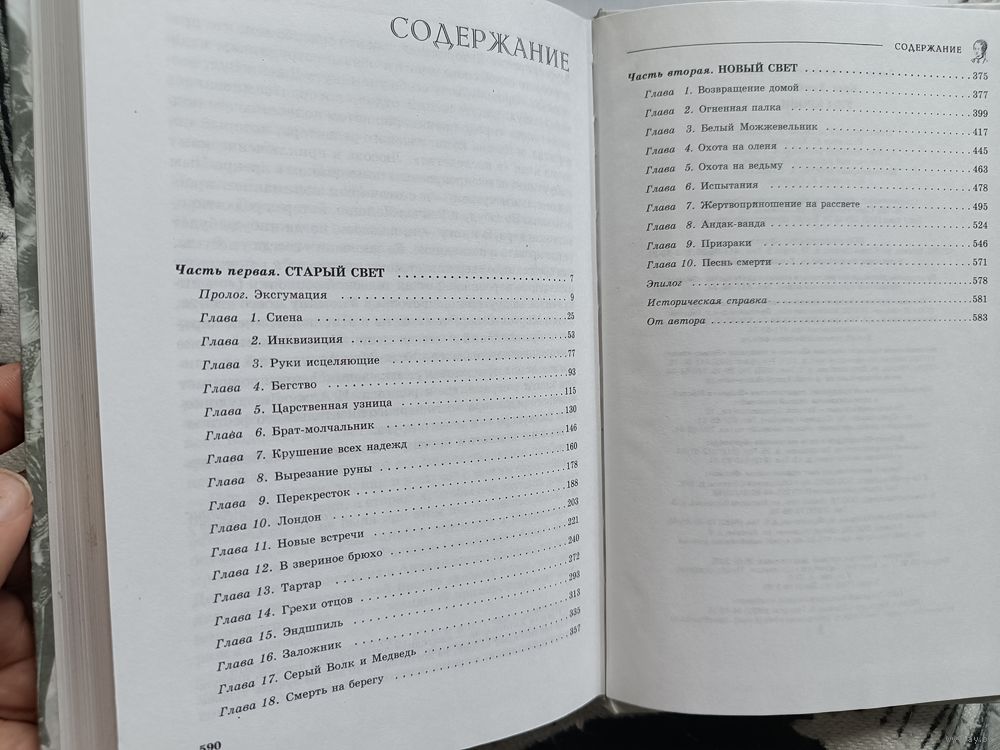 СОДЕРЖАНИЕ
Часть первая. СТАРЫЙ СВЕТ 7
Пролог. Эксгумация 9
Глава 1. Сиена 25
Глава 2. Инквизиция 53
Глава 3. Руки исцеляющие 77
Глава 4. Бегство 93
Глава 5. Царственная узница 115
Глава 6. Брат-молчальник 130
Глава 7. Крушение всех надежд 146
Глава 8. Вырезание руны 160
Глава 9. Перекресток 178
Глава 10. Лондон 188
Глава 11. Новые встречи 203
Глава 12. В звериное брюхо 221
Глава 13. Тартар 240
Глава 14. Грехи отцов 272
Глава 15. Эндшпиль 293
Глава 16. Заложник 313
Глава 17. Серый Волк и Медведь 335
Глава 18. Смерть на берегу 357
590
СОДЕРЖАНИЕ
Часть вторая. НОВЫЙ СВЕТ 375
Глава 1. Возвращение домой 377
Глава 2. Огненная палка 399
Глава 3. Белый Можжевельник 417
Глава 4. Охота на оленя 445
Глава 5. Охота на ведьму 463
Глава 6. Испытания 478
Глава 7. Жертвоприношение на рассвете 495
Глава 8. Андак-ванда 524
Глава 9. Призраки 546
Глава 10. Песнь смерти 571
Эпилог 578
Историческая справка 581
От автора 583